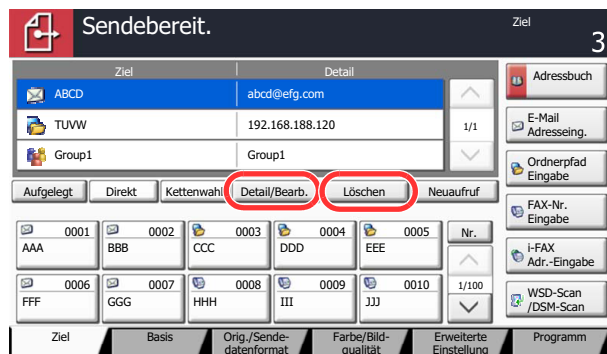 Sendebereit.
Ziel
3
Ziel Detail
ABCD abcd@efg.com
TUVW 192.168.188.120 1/1
Group1 Group1
Adressbuch
E-Mail
Adresseing.
Ordnerpfad
Eingabe
FAX-Nr.
Eingabe
i-FAX
Adr.-Eingabe
WSD-Scan
/DSM-Scan
Aufgelegt Direkt Kettenwahl Detail/Bearb. Löschen Neuaufruf
0001 0002 0003 0004 0005 Nr.
AAA BBB CCC DDD EEE
0006 0007 0008 0009 0010 1/100
FFF GGG HHH III JJJ
Ziel Basis Orig./Sende-
datenformat Farbe/Bild-
qualität Erweiterte
Einstellung Programm